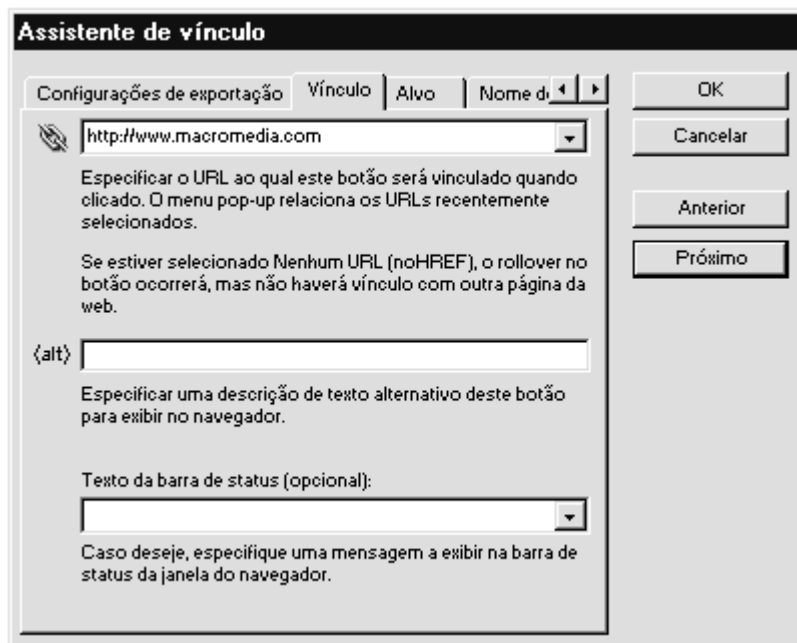 Assistente de vínculo
Configurações de exportação
Vínculo
Alvo
Nome
OK
Cancelar
Anterior
Próximo
http://www.macromedia.com
Especificar o URL ao qual este botão será vinculado quando
clicado. O menu pop-up relaciona os URLs recentemente
selecionados.
Se estiver selecionado Nenhum URL (noHREF), o rollover no
botão ocorrerá, mas não haverá vínculo com outra página da
web.
<alt>
Especificar uma descrição de texto alternativo deste botão
para exibir no navegador.
Texto da barra de status (opcional):
Caso deseje, especifique uma mensagem a exibir na barra de
status da janela do navegador.